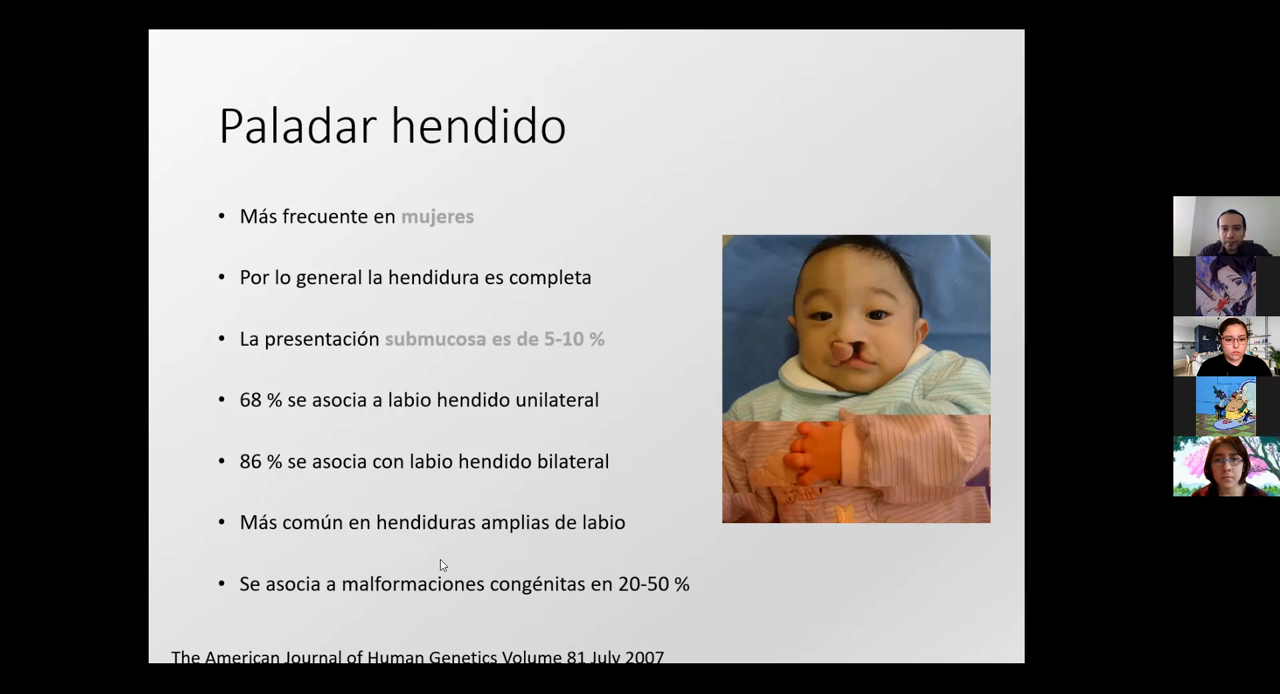 Paladar hendido
• Más frecuente en mujeres
• Por lo general la hendidura es completa
• La presentación submucosa es de 5-10 %
• 68 % se asocia a labio hendido unilateral
• 86 % se asocia con labio hendido bilateral
• Más común en hendiduras amplias de labio
• Se asocia a malformaciones congénitas en 20-50 %
The American Journal of Human Genetics Volume 81 July 2007